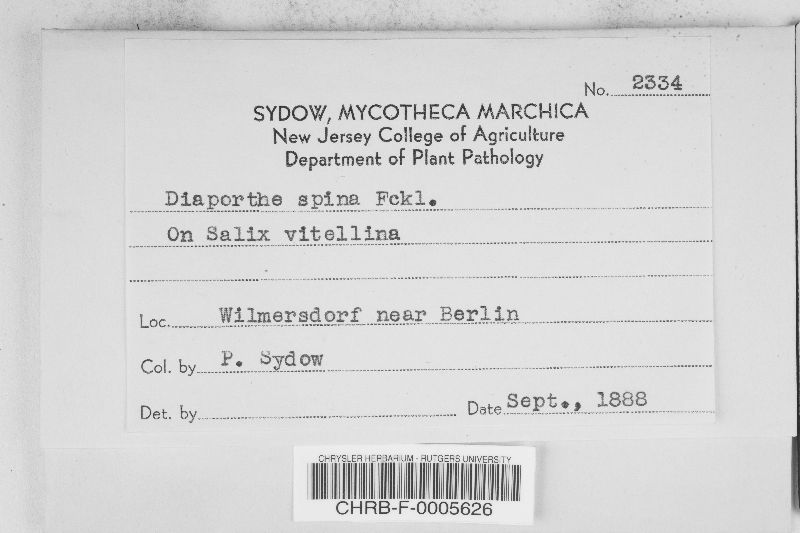 No. 2334
SYDOW, MYCOTHECA MARCHICA
New Jersey College of Agriculture
Department of Plant Pathology
Diaporthe spina Fckl.
On Salix vitellina
Loc. Wilmersdorf near Berlin
Col. by P. Sydow
Det. by Date Sept., 1888
CHRYSLER HERBARIUM - RUTGERS UNIVERSITY
CHRB-F-0005626